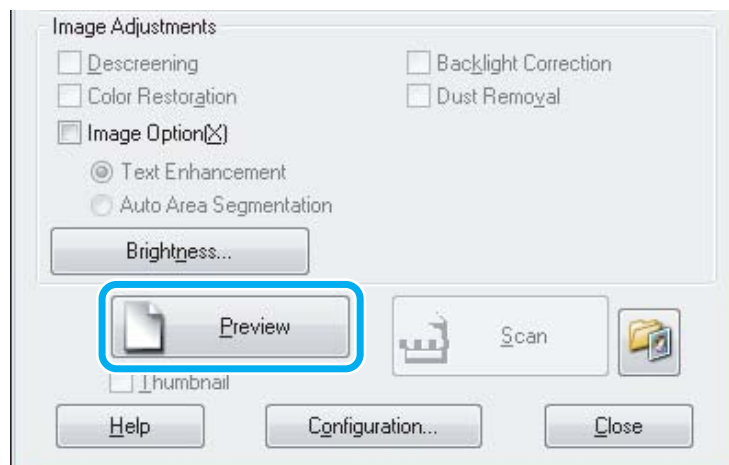 Image Adjustments
Descreening
Backlight Correction
Color Restoration
Dust Removal
Image Option(X)
Text Enhancement
Auto Area Segmentation
Brightness...
Preview
Scan
Thumbnail
Help
Configuration...
Close